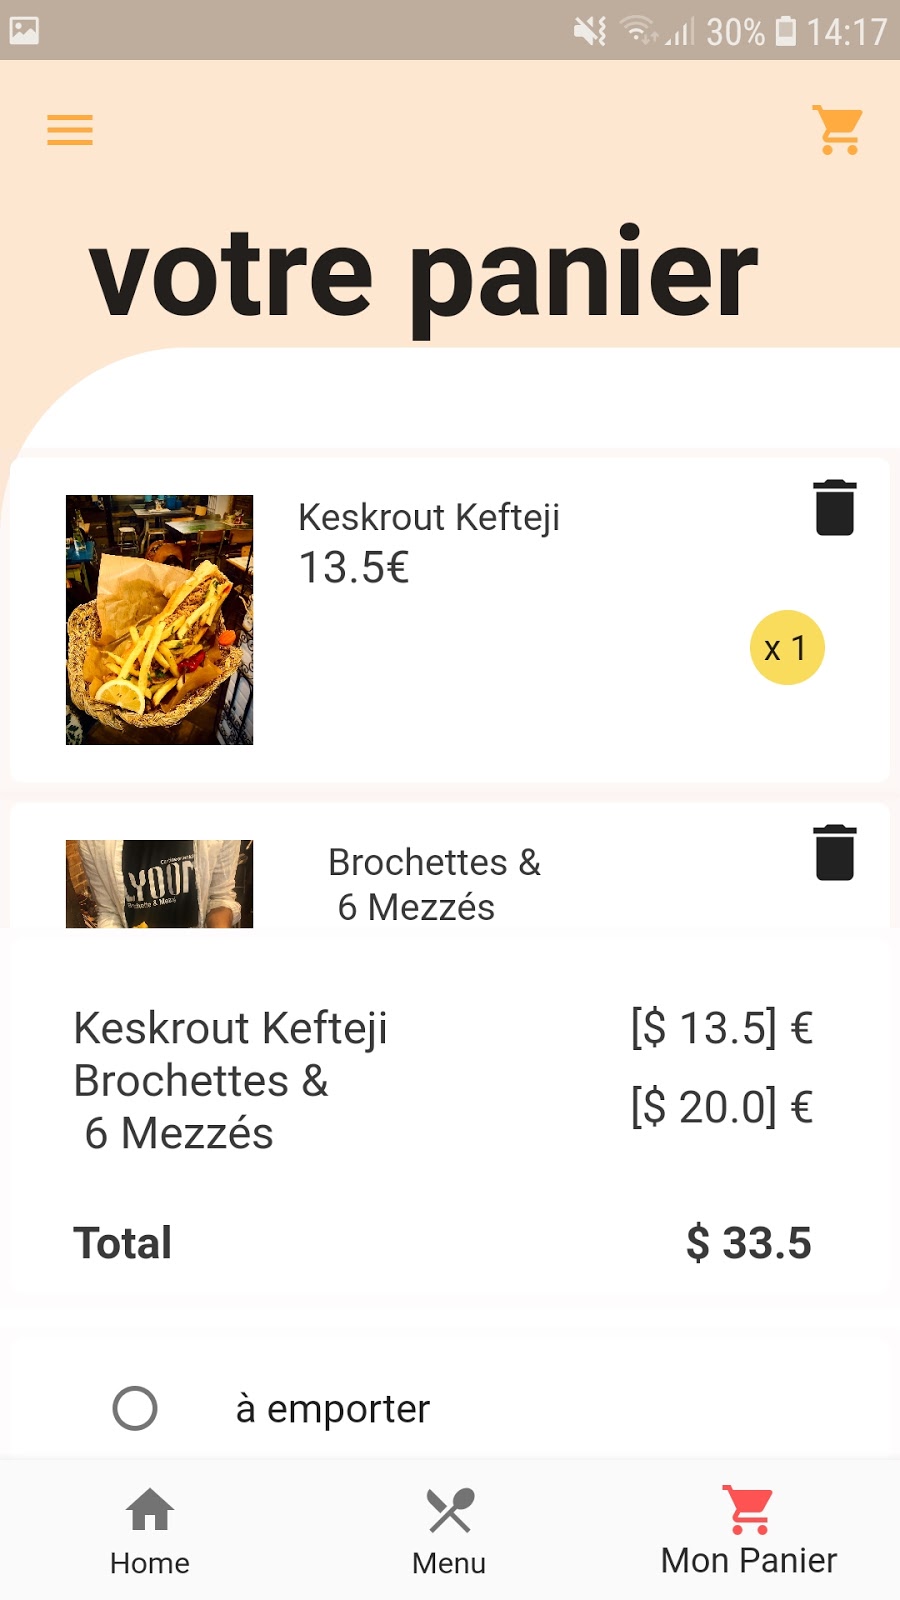 30% 14:17
votre panier
Keskrout Kefteji
13.5€
x 1
LYOOM
Brochettes &
6 Mezzés
Keskrout Kefteji
[$ 13.5] €
Brochettes &
6 Mezzés
[$ 20.0] €
Total
$ 33.5
à emporter
Home
Menu
Mon Panier